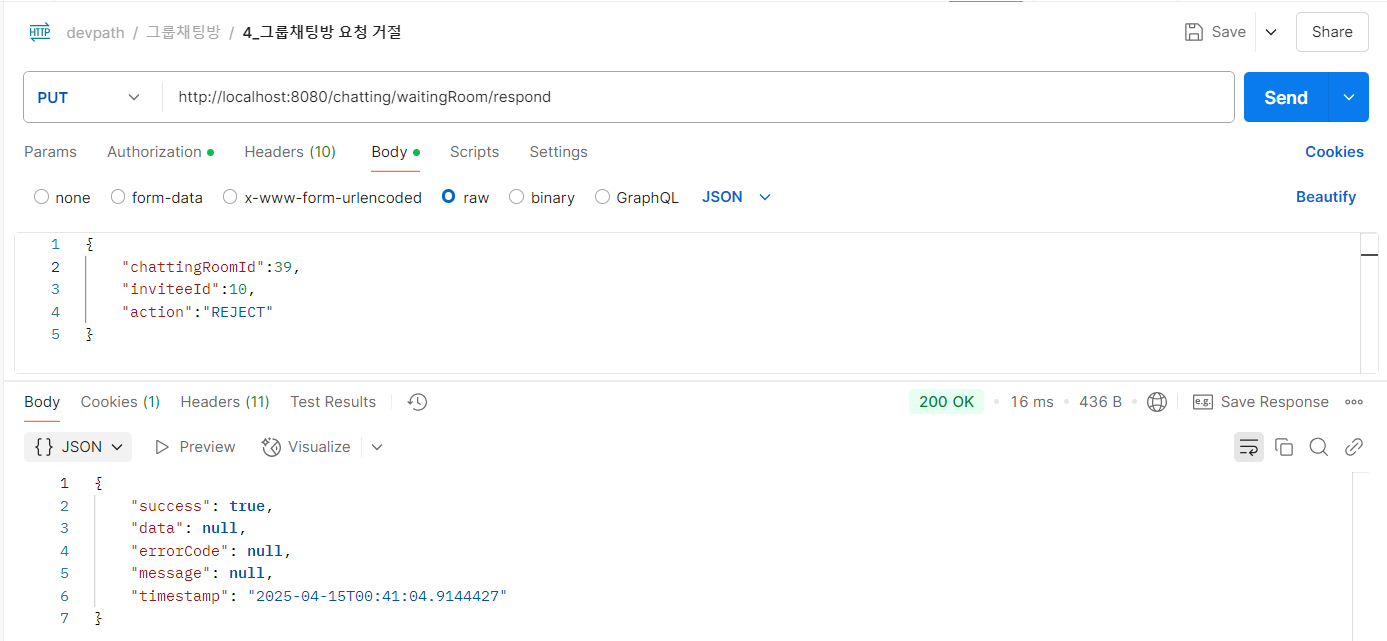 HTTP devpath / 그룹채팅방 / 4_그룹채팅방 요청 거절 Save Share
PUT http://localhost:8080/chatting/waitingRoom/respond Send
Params Authorization Headers (10) Body Scripts Settings Cookies
none form-data x-www-form-urlencoded raw binary GraphQL JSON Beautify
1 {
2 "chattingRoomId":39,
3 "inviteeId":10,
4 "action":"REJECT"
5 }
Body Cookies (1) Headers (11) Test Results 200 OK • 16 ms • 436 B • e.g. Save Response
{} JSON Preview Visualize
1 {
2 "success": true,
3 "data": null,
4 "errorCode": null,
5 "message": null,
6 "timestamp": "2025-04-15T00:41:04.9144427"
7 }